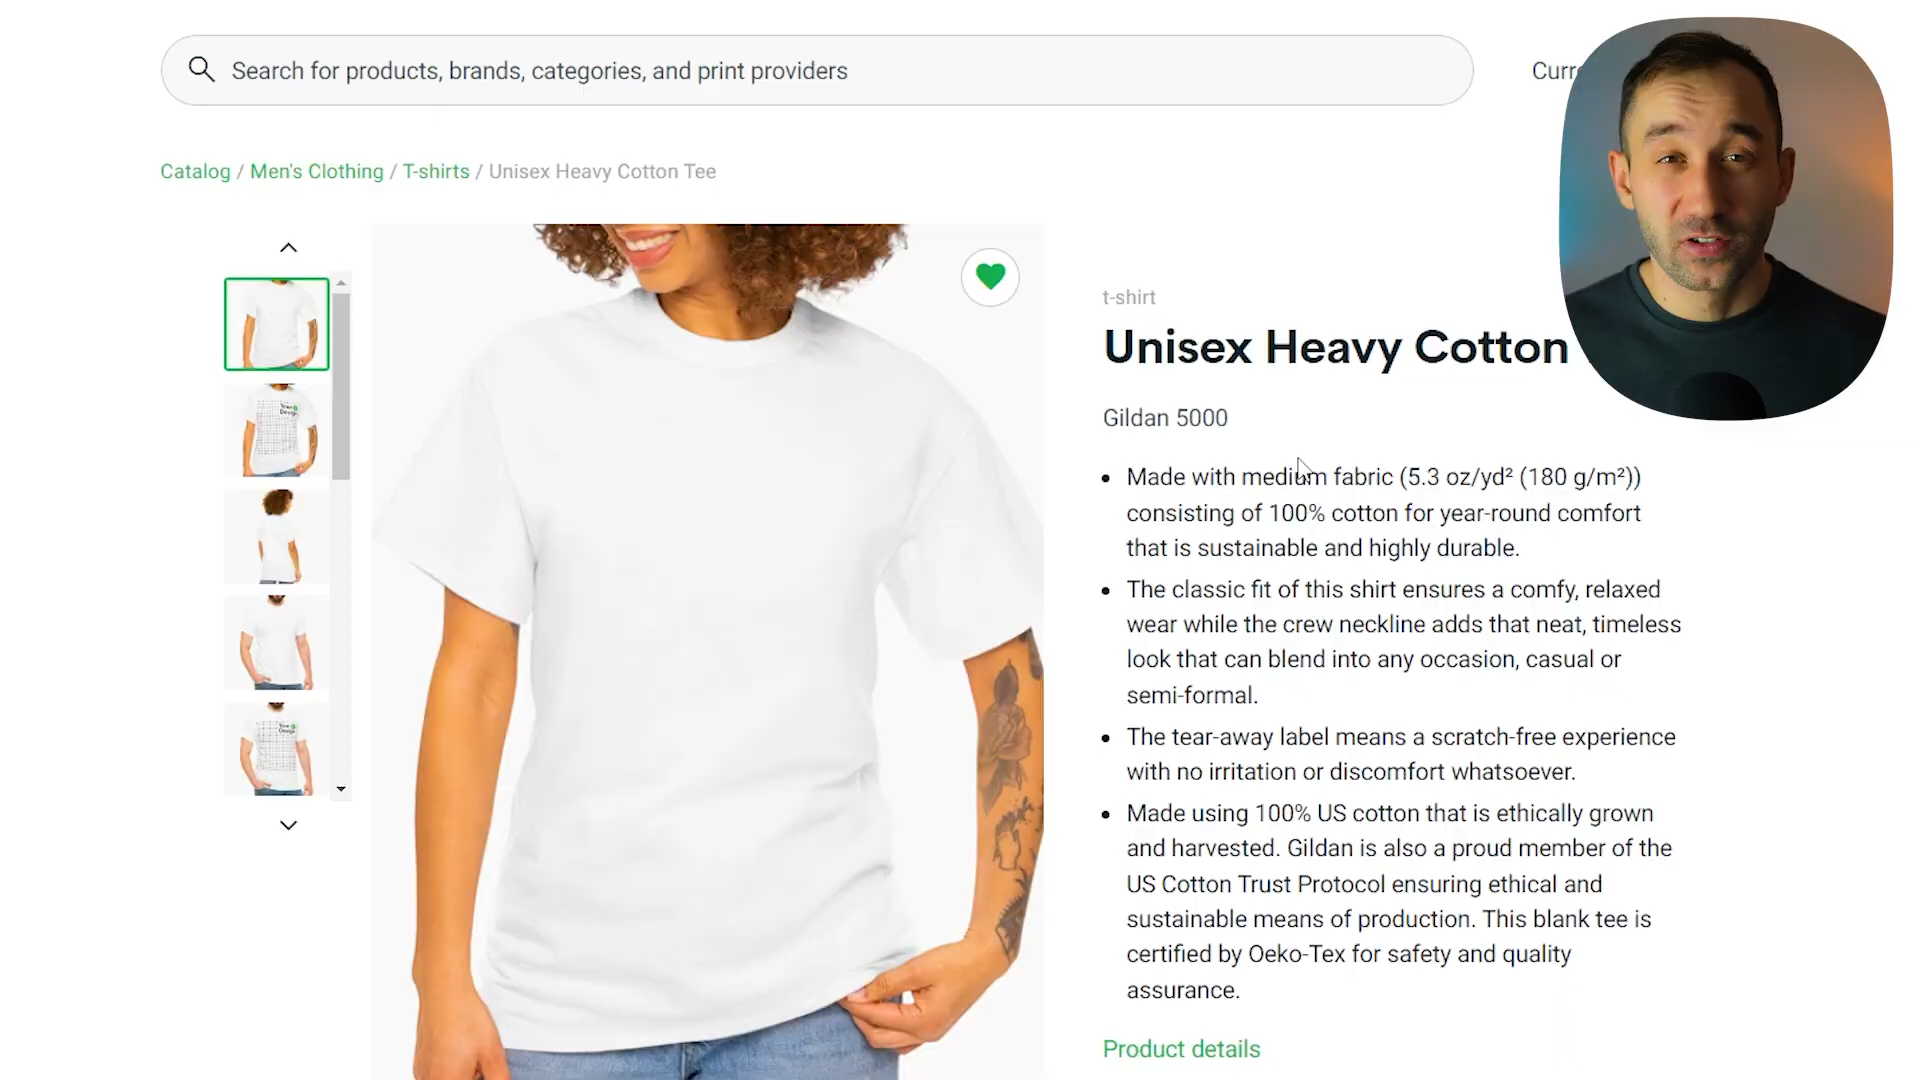 Search for products, brands, categories, and print providers
Curre
Catalog / Men's Clothing / T-shirts / Unisex Heavy Cotton Tee
t-shirt
Unisex Heavy Cotton
Gildan 5000
• Made with medium fabric (5.3 oz/yd² (180 g/m²))
consisting of 100% cotton for year-round comfort
that is sustainable and highly durable.
• The classic fit of this shirt ensures a comfy, relaxed
wear while the crew neckline adds that neat, timeless
look that can blend into any occasion, casual or
semi-formal.
• The tear-away label means a scratch-free experience
with no irritation or discomfort whatsoever.
• Made using 100% US cotton that is ethically grown
and harvested. Gildan is also a proud member of the
US Cotton Trust Protocol ensuring ethical and
sustainable means of production. This blank tee is
certified by Oeko-Tex for safety and quality
assurance.
Product details
Your
Design
Your
Design